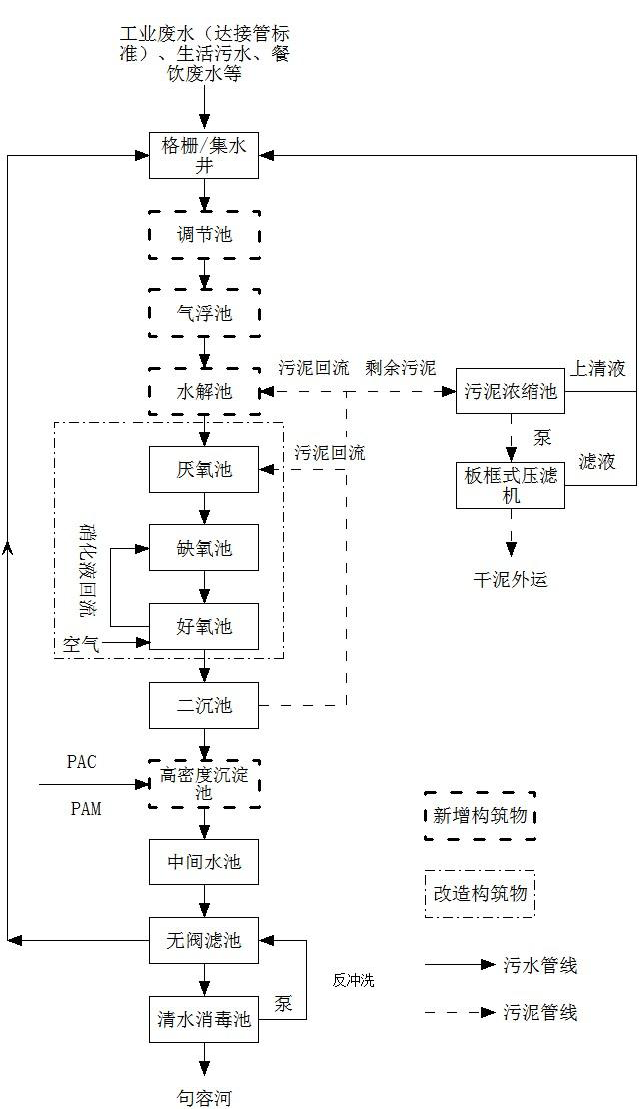 工业废水（达接管标
准）、生活污水、餐
饮废水等
格栅/集水
井
调节池
气浮池
污泥回流
剩余污泥
水解池
污泥浓缩池
上清液
泵
污泥回流
厌氧池
滤液
板框式压滤
机
硝化液回流
缺氧池
干泥外运
好氧池
空气
二沉池
PAC
高密度沉淀
池
PAM
新增构筑物
中间水池
改造构筑物
无阀滤池
污水管线
反冲洗
泵
清水消毒池
污泥管线
句容河